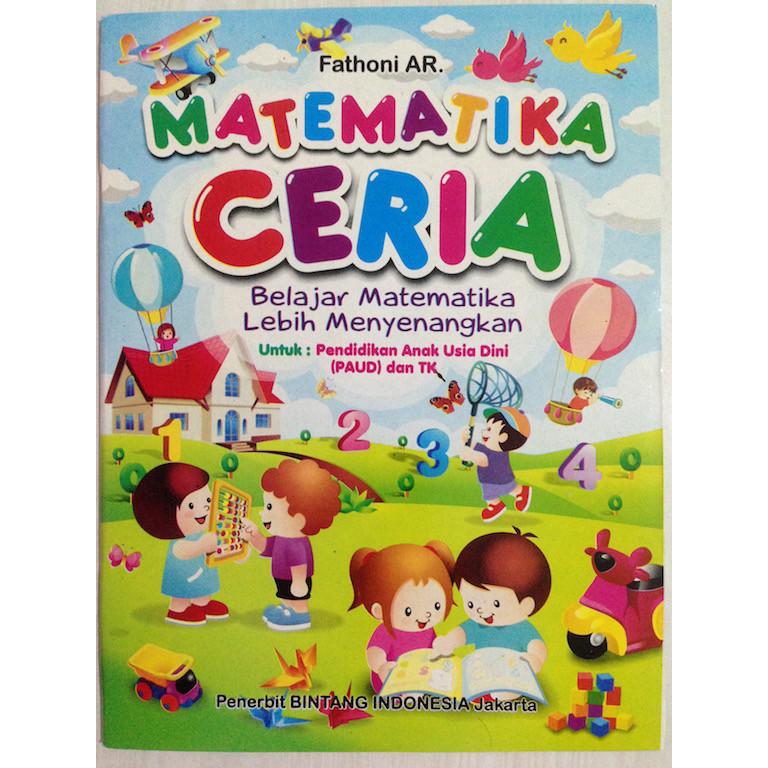 Fathoni AR.
MATEMATIKA
CERIA
Belajar Matematika
Lebih Menyenangkan
Untuk : Pendidikan Anak Usia Dini
(PAUD) dan TK
1
2
3
4
Penerbit BINTANG INDONESIA Jakarta